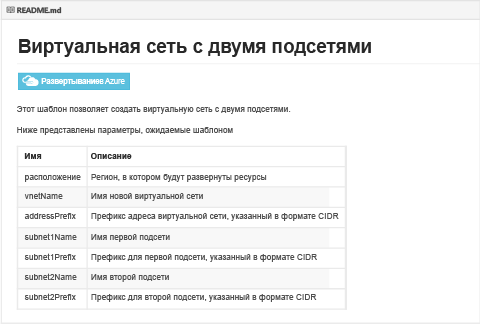 README.md
Виртуальная сеть с двумя подсетями
Развертывание в Azure
Этот шаблон позволяет создать виртуальную сеть с двумя подсетями.
Ниже представлены параметры, ожидаемые шаблоном
Имя Описание
расположение Регион, в котором будут развернуты ресурсы
vnetName Имя новой виртуальной сети
addressPrefix Префикс адреса виртуальной сети, указанный в формате CIDR
subnet1Name Имя первой подсети
subnet1Prefix Префикс для первой подсети, указанный в формате CIDR
subnet2Name Имя второй подсети
subnet2Prefix Префикс для второй подсети, указанный в формате CIDR